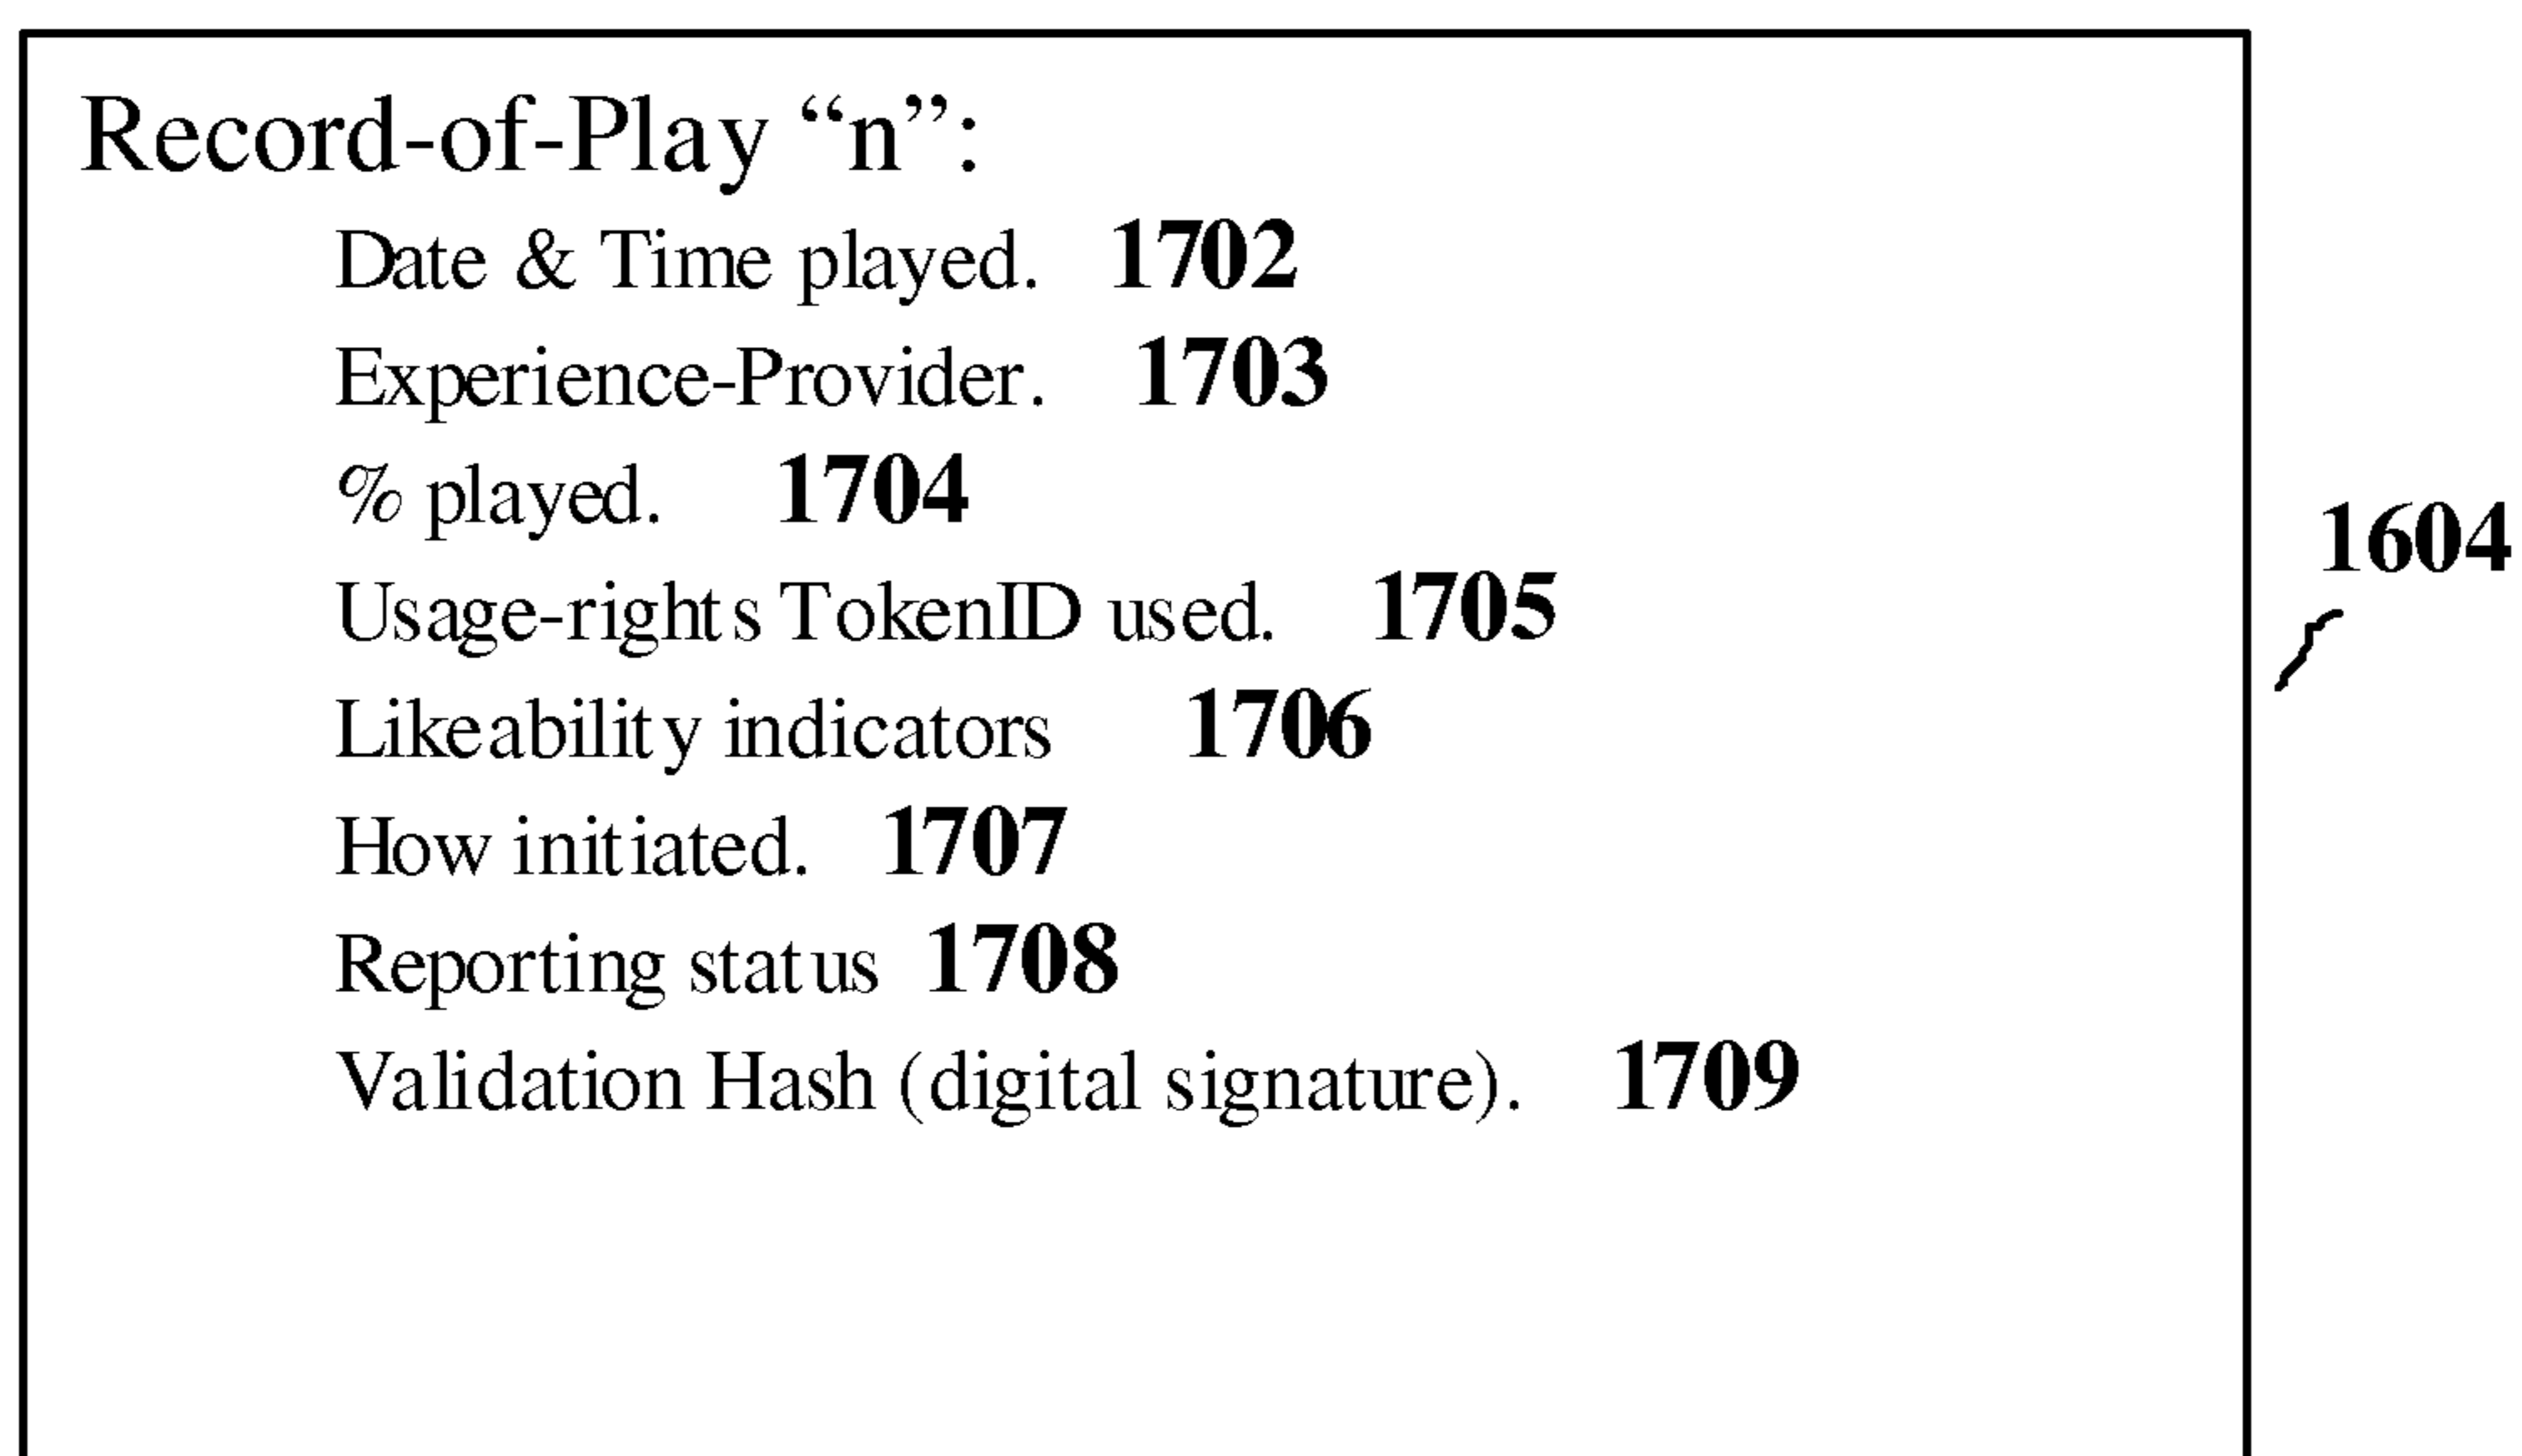 Record-of-Play “n”:
Date & Time played. 1702
Experience-Provider. 1703
% played. 1704
1604
Usage-rights TokenID used. 1705
Likeability indicators 1706
How initiated. 1707
Reporting status 1708
Validation Hash (digital signature). 1709